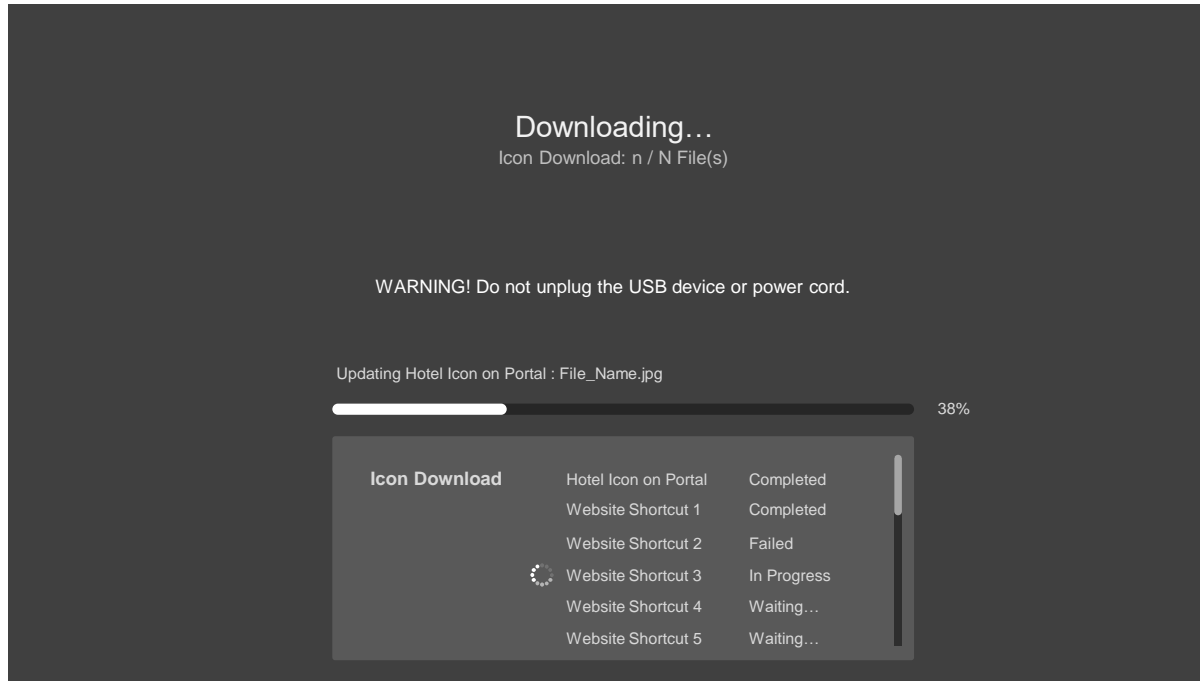 Downloading…
Icon Download: n / N File(s)
WARNING! Do not unplug the USB device or power cord.
Updating Hotel Icon on Portal : File_Name.jpg
38%
Icon Download Hotel Icon on Portal Completed
Website Shortcut 1 Completed
Website Shortcut 2 Failed
Website Shortcut 3 In Progress
Website Shortcut 4 Waiting…
Website Shortcut 5 Waiting…